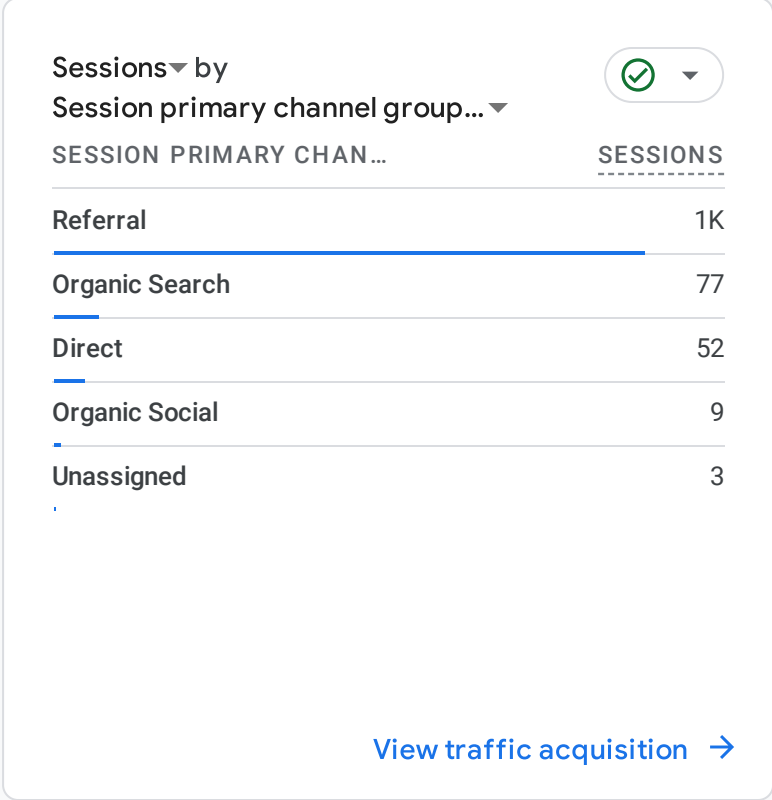 Sessions by
Session primary channel group...
SESSION PRIMARY CHAN... SESSIONS
Referral 1K
Organic Search 77
Direct 52
Organic Social 9
Unassigned 3
View traffic acquisition